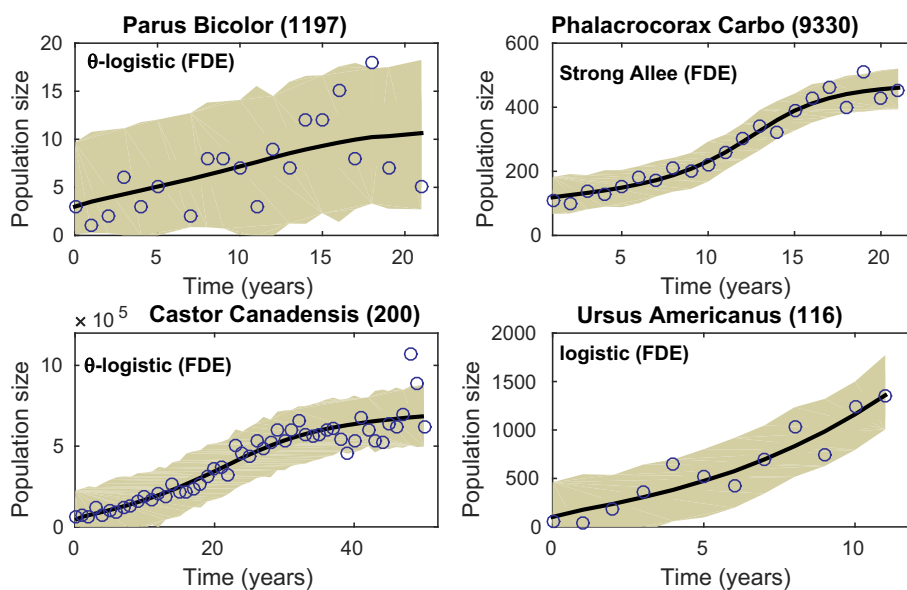 Parus Bicolor (1197)
20
θ-logistic (FDE)
15
10
5
0
Population size
0 5 10 15 20
Time (years)
Phalacrocorax Carbo (9330)
600
Strong Allee (FDE)
400
200
0
Population size
5 10 15 20
Time (years)
× 10⁵
Castor Canadensis (200)
θ-logistic (FDE)
10
5
0
Population size
0 20 40
Time (years)
Ursus Americanus (116)
2000
logistic (FDE)
1500
1000
500
0
Population size
0 5 10
Time (years)